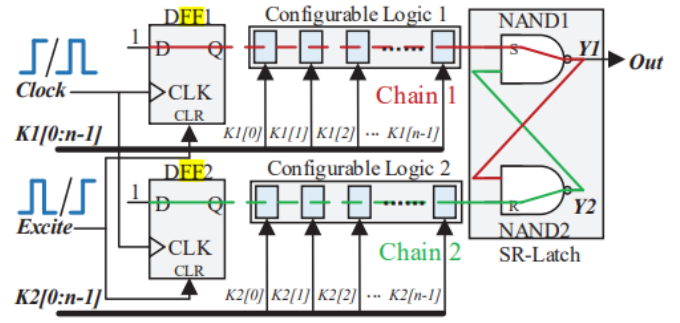 DFF1
Configurable Logic 1
NAND1
1
D
Q
S
Y1
Out
Clock
CLK
Chain 1
CLR
K1[0:n-1]
K1[0]
K1[1]
K1[2]
...
K1[n-1]
DFF2
Configurable Logic 2
1
D
Q
R
Y2
Excite
CLK
Chain 2
NAND2
CLR
SR-Latch
K2[0:n-1]
K2[0]
K2[1]
K2[2]
...
K2[n-1]